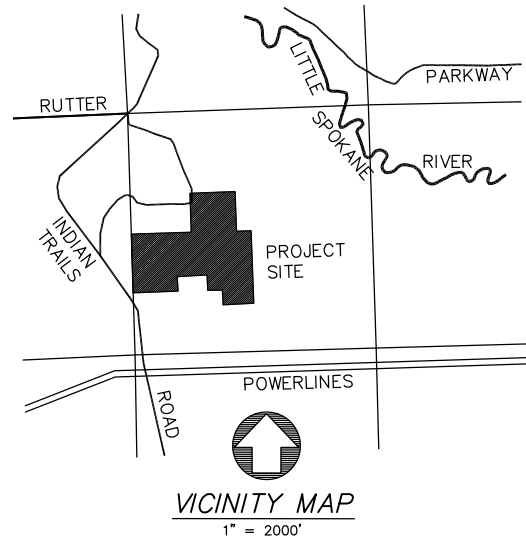 LITTLE
PARKWAY
RUTTER
SPOKANE
RIVER
INDIAN
TRAILS
PROJECT
SITE
POWERLINES
ROAD
VICINITY MAP
1" = 2000'